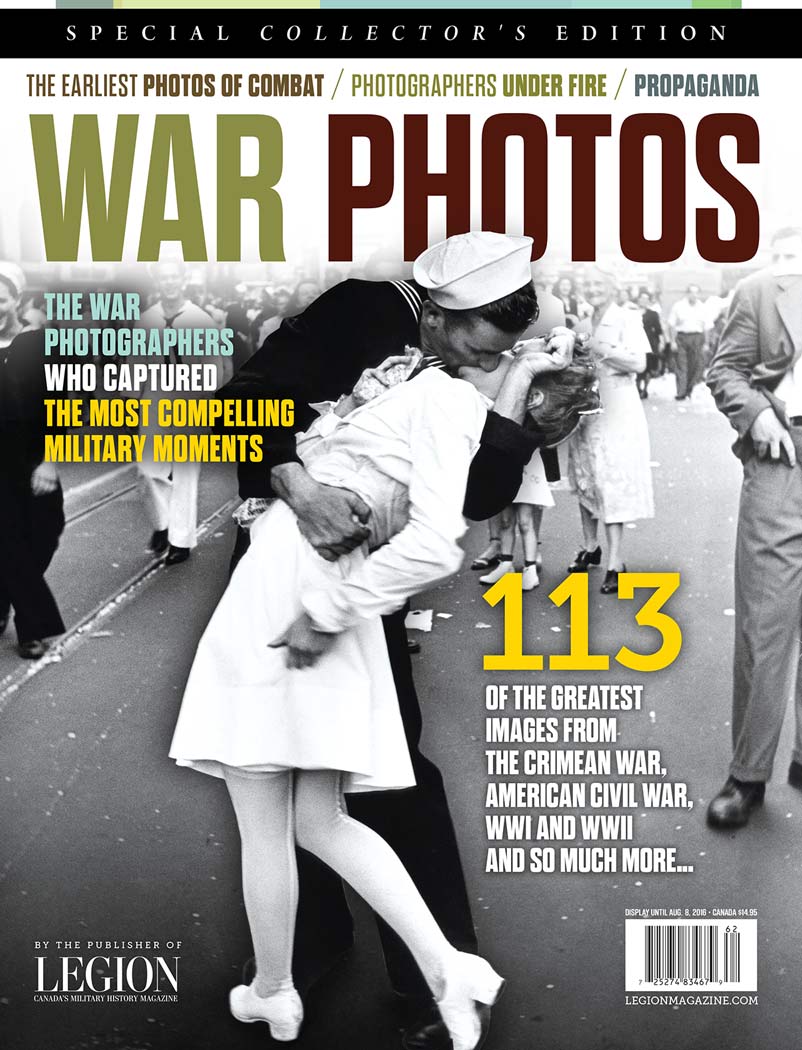 SPECIAL COLLECTOR'S EDITION
THE EARLIEST PHOTOS OF COMBAT / PHOTOGRAPHERS UNDER FIRE / PROPAGANDA
WAR PHOTOS
THE WAR
PHOTOGRAPHERS
WHO CAPTURED
THE MOST COMPELLING
MILITARY MOMENTS
113
OF THE GREATEST
IMAGES FROM
THE CRIMEAN WAR,
AMERICAN CIVIL WAR,
WWI AND WWII
AND SO MUCH MORE...
BY THE PUBLISHER OF
LEGION
CANADA'S MILITARY HISTORY MAGAZINE
DISPLAY UNTIL AUG. 8, 2016 • CANADA $14.95
62
7 25274 83467 9
LEGIONMAGAZINE.COM